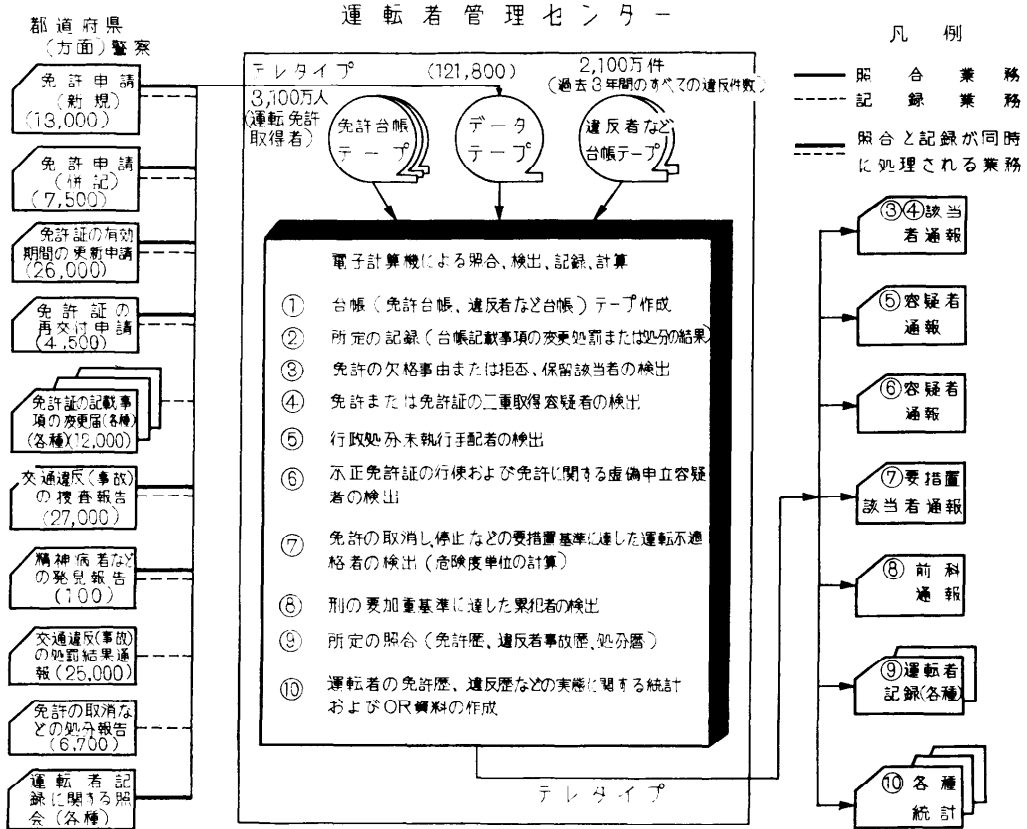 運転者管理センター
都道府県
(方面)警察
免許申請
(新規)
(13,000)
免許申請
(併記)
(7,500)
免許証の有効
期間の更新申請
(26,000)
免許証の
再交付申請
(4,500)
免許証の記載事
項の変更届(各種)
(各種)(12,000)
交通違反(事故)
の捜査報告
(27,000)
精神病者など
の発見報告
(100)
交通違反(事故)
の処罰結果通
報(25,000)
免許の取消な
どの処分報告
(6,700)
運転者記
録に関する照
会(各種)
テレタイプ
(121,800)
3,100万人
(運転免許
取得者)
2,100万件
(過去3年間のすべての違反件数)
免許台帳
テープ
データ
テープ
違反者など
台帳テープ
電子計算機による照合、検出、記録、計算
① 台帳(免許台帳、違反者など台帳)テープ作成
② 所定の記録(台帳記載事項の変更処罰または処分の結果)
③ 免許の欠格事由または拒否、保留該当者の検出
④ 免許または免許証の二重取得容疑者の検出
⑤ 行政処分未執行手配者の検出
⑥ 不正免許証の行使および免許に関する虚偽申立容疑
者の検出
⑦ 免許の取消し、停止などの要措置基準に達した運転不適
格者の検出(危険度単位の計算)
⑧ 刑の要加重基準に達した累犯者の検出
⑨ 所定の照合(免許歴、違反者事故歴、処分歴)
⑩ 運転者の免許歴、違反歴などの実態に関する統計
およびOR資料の作成
テレタイプ
凡例
照合業務
記録業務
照合と記録が同時
に処理される業務
③④該当
者通報
⑤容疑者
通報
⑥容疑者
通報
⑦要措置
該当者通報
⑧前科
通報
⑨運転者
記録(各種)
⑩各種
統計